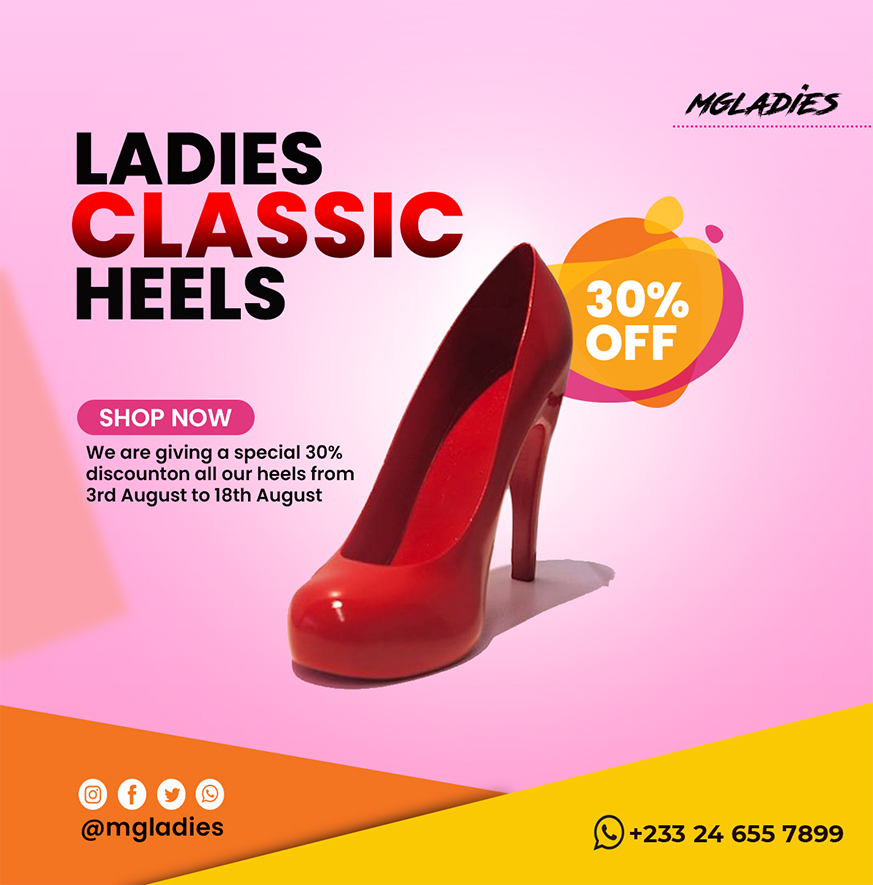 MGLADIES
LADIES
CLASSIC
HEELS
30%
OFF
SHOP NOW
We are giving a special 30%
discounton all our heels from
3rd August to 18th August
@mgladies
+233 24 655 7899